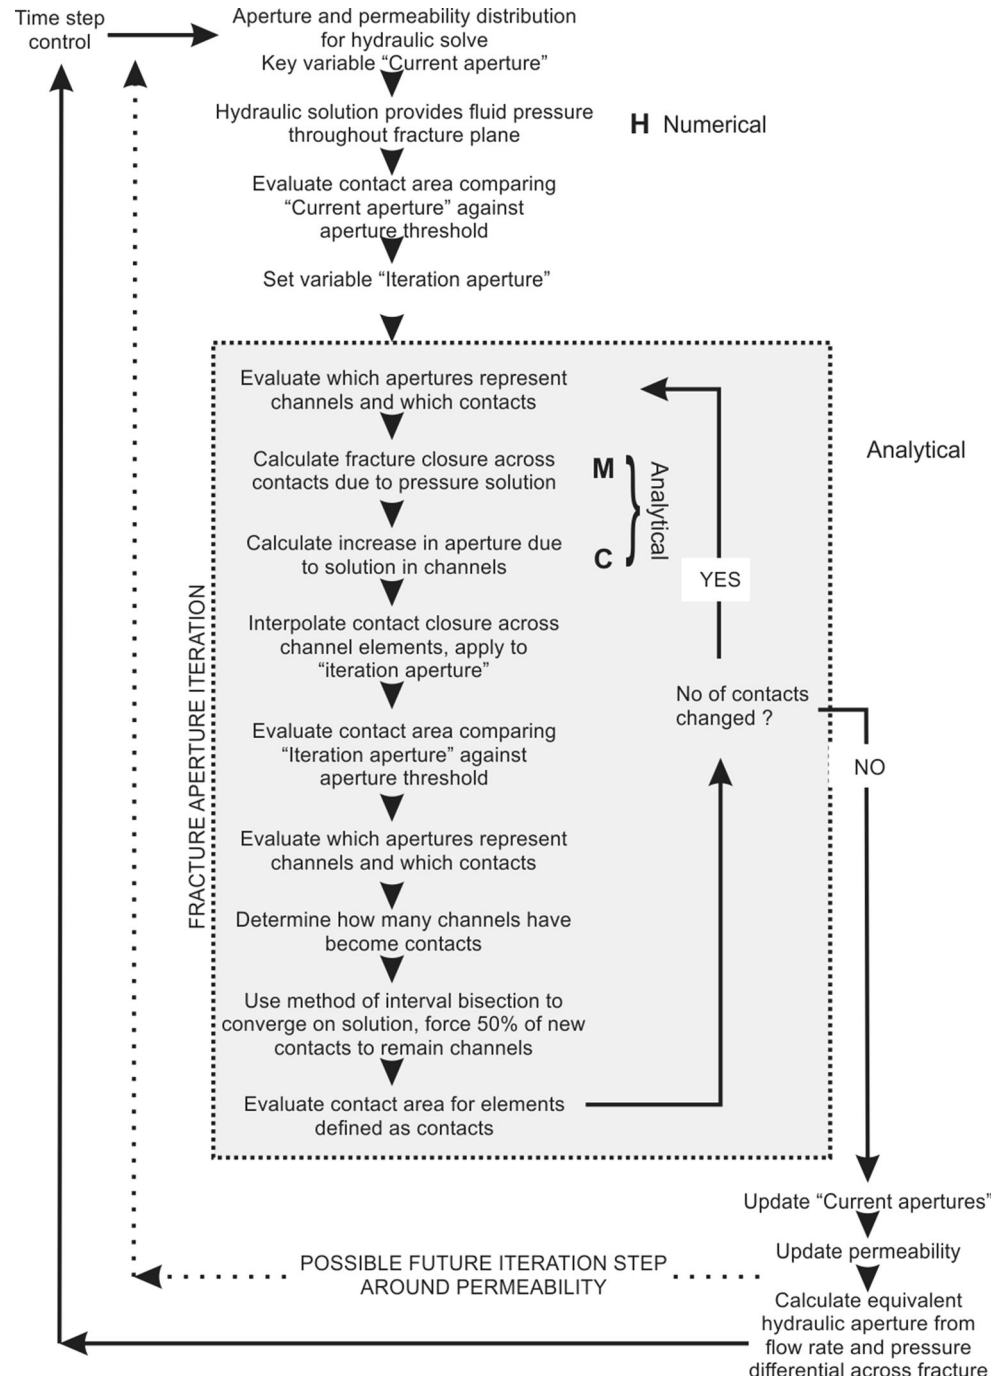 Time step
control
Aperture and permeability distribution
for hydraulic solve
Key variable “Current aperture”
Hydraulic solution provides fluid pressure
throughout fracture plane
H Numerical
Evaluate contact area comparing
“Current aperture” against
aperture threshold
Set variable “Iteration aperture”
FRACTURE APERTURE ITERATION
Evaluate which apertures represent
channels and which contacts
Calculate fracture closure across
contacts due to pressure solution
M
Calculate increase in aperture due
to solution in channels
C
Analytical
Analytical
YES
Interpolate contact closure across
channel elements, apply to
“iteration aperture”
Evaluate contact area comparing
“Iteration aperture” against
aperture threshold
Evaluate which apertures represent
channels and which contacts
Determine how many channels have
become contacts
Use method of interval bisection to
converge on solution, force 50% of new
contacts to remain channels
Evaluate contact area for elements
defined as contacts
No of contacts
changed ?
NO
Update “Current apertures”
Update permeability
Calculate equivalent
hydraulic aperture from
flow rate and pressure
differential across fracture
POSSIBLE FUTURE ITERATION STEP
AROUND PERMEABILITY